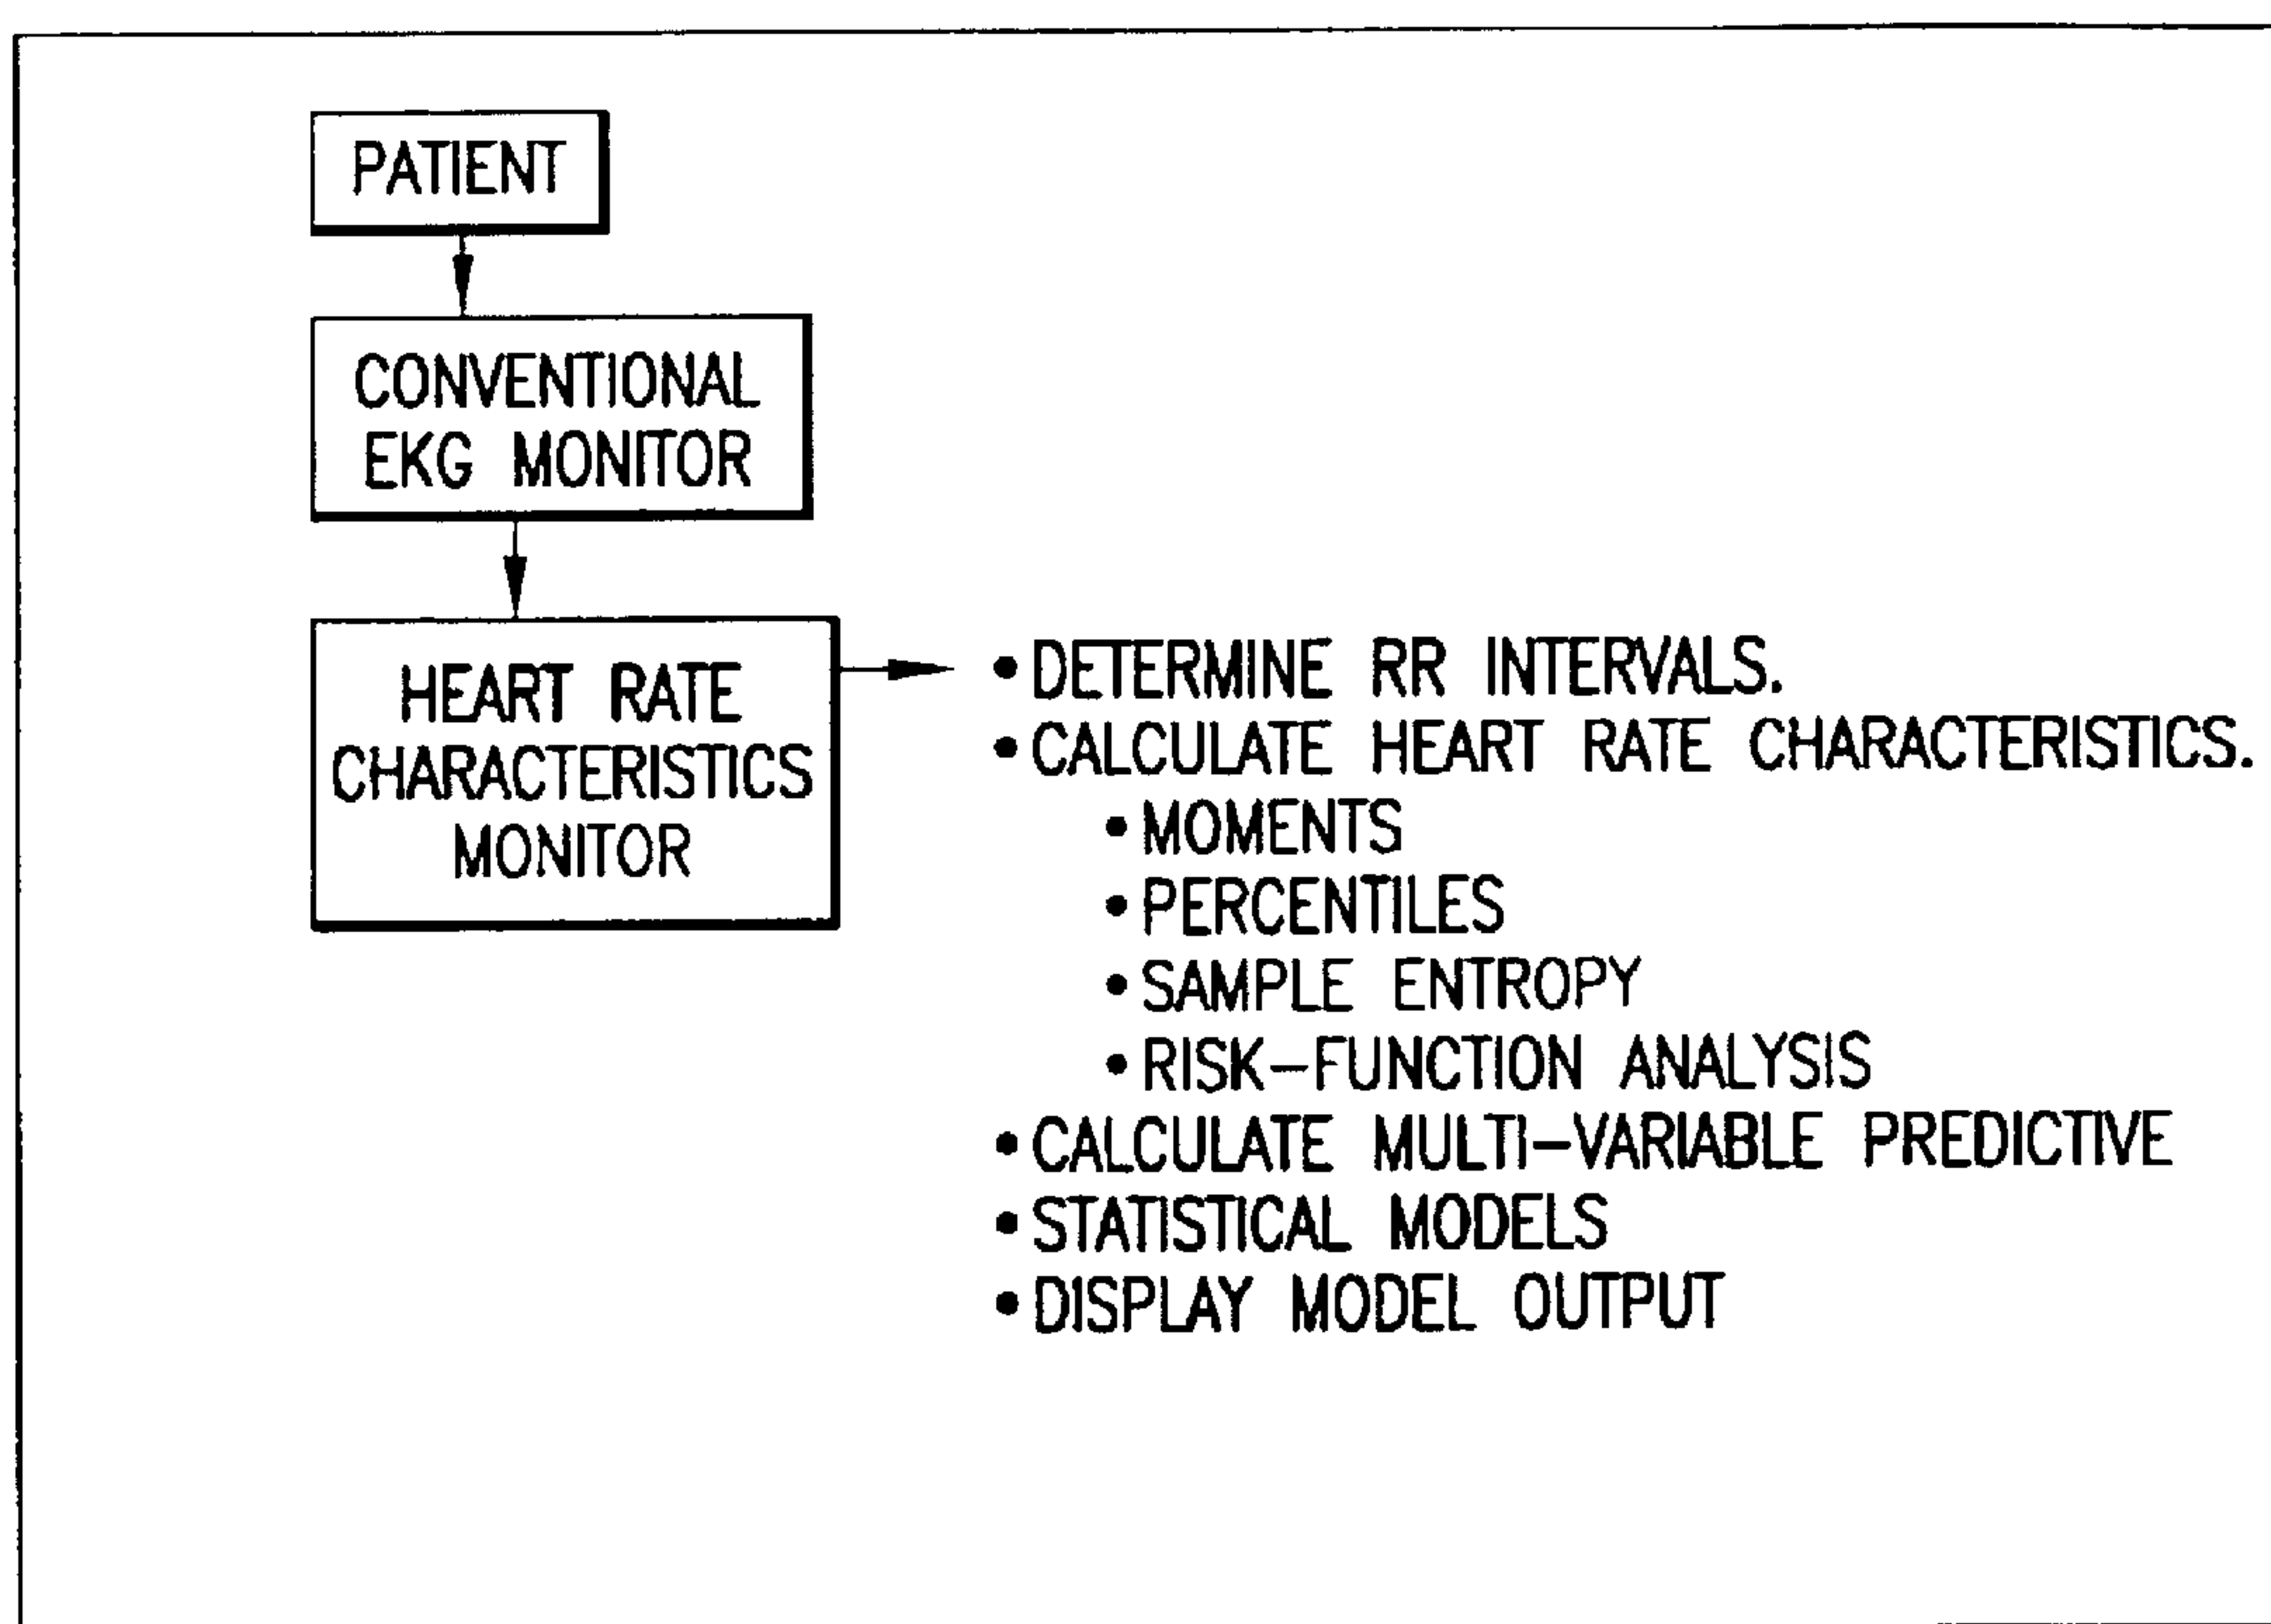 PATIENT
CONVENTIONAL
EKG MONITOR
HEART RATE
CHARACTERISTICS
MONITOR
• DETERMINE RR INTERVALS.
• CALCULATE HEART RATE CHARACTERISTICS.
• MOMENTS
• PERCENTILES
• SAMPLE ENTROPY
• RISK–FUNCTION ANALYSIS
• CALCULATE MULTI–VARIABLE PREDICTIVE
• STATISTICAL MODELS
• DISPLAY MODEL OUTPUT